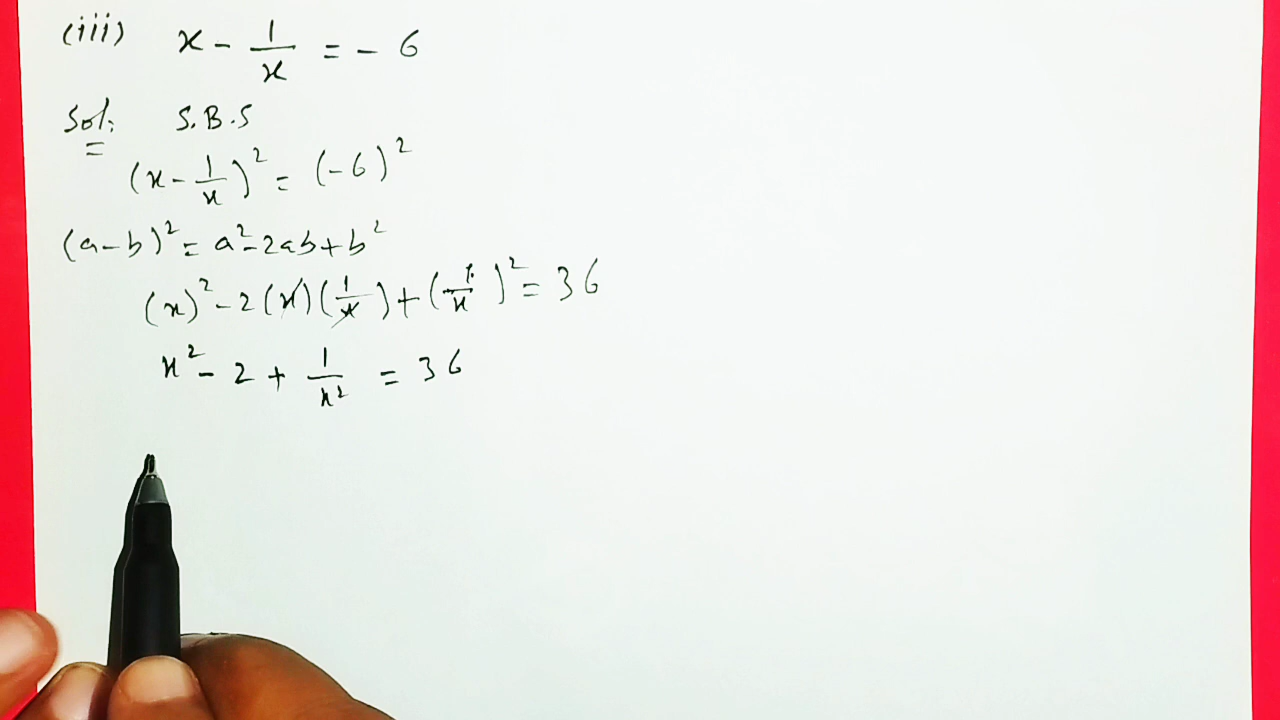 (iii) x - 1/x = - 6
Sol: S.B.S
(x - 1/x)² = (-6)²
(a-b)² = a²-2ab+b²
(x)² - 2(x)(1/x) + (1/x)² = 36
x² - 2 + 1/x² = 36